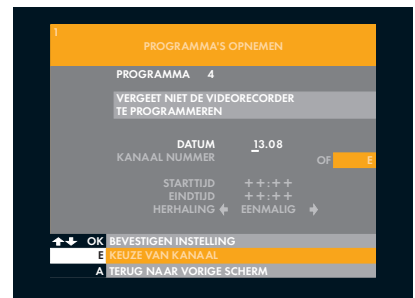 1
PROGRAMMA'S OPNEMEN
PROGRAMMA 4
VERGEET NIET DE VIDEORECORDER
TE PROGRAMMEREN
DATUM 13.08
KANAAL NUMMER OF E
STARTTIJD ++:++
EINDTIJD ++:++
HERHALING EENMALIG
OK BEVESTIGEN INSTELLING
E KEUZE VAN KANAAL
A TERUG NAAR VORIGE SCHERM